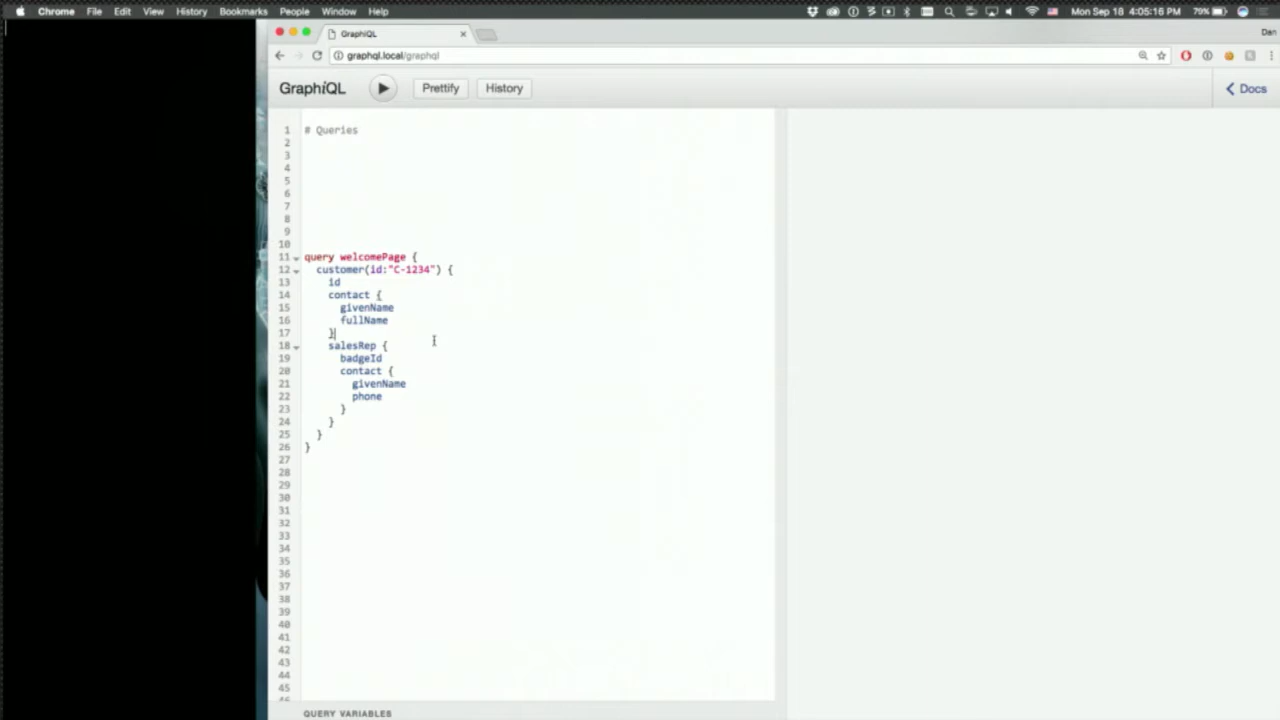 Chrome File Edit View History Bookmarks People Window Help Mon Sep 18 4:05:16 PM 79%
GraphiQL Dan
graphql.local/graphql
GraphiQL Prettify History Docs
1 # Queries
2
3
4
5
6
7
8
9
10
11 query welcomePage {
12 customer(id:"C-1234") {
13 id
14 contact {
15 givenName
16 fullName
17 }
18 salesRep {
19 badgeId
20 contact {
21 givenName
22 phone
23 }
24 }
25 }
26 }
27
28
29
30
31
32
33
34
35
36
37
38
39
40
41
42
43
44
45
46
QUERY VARIABLES